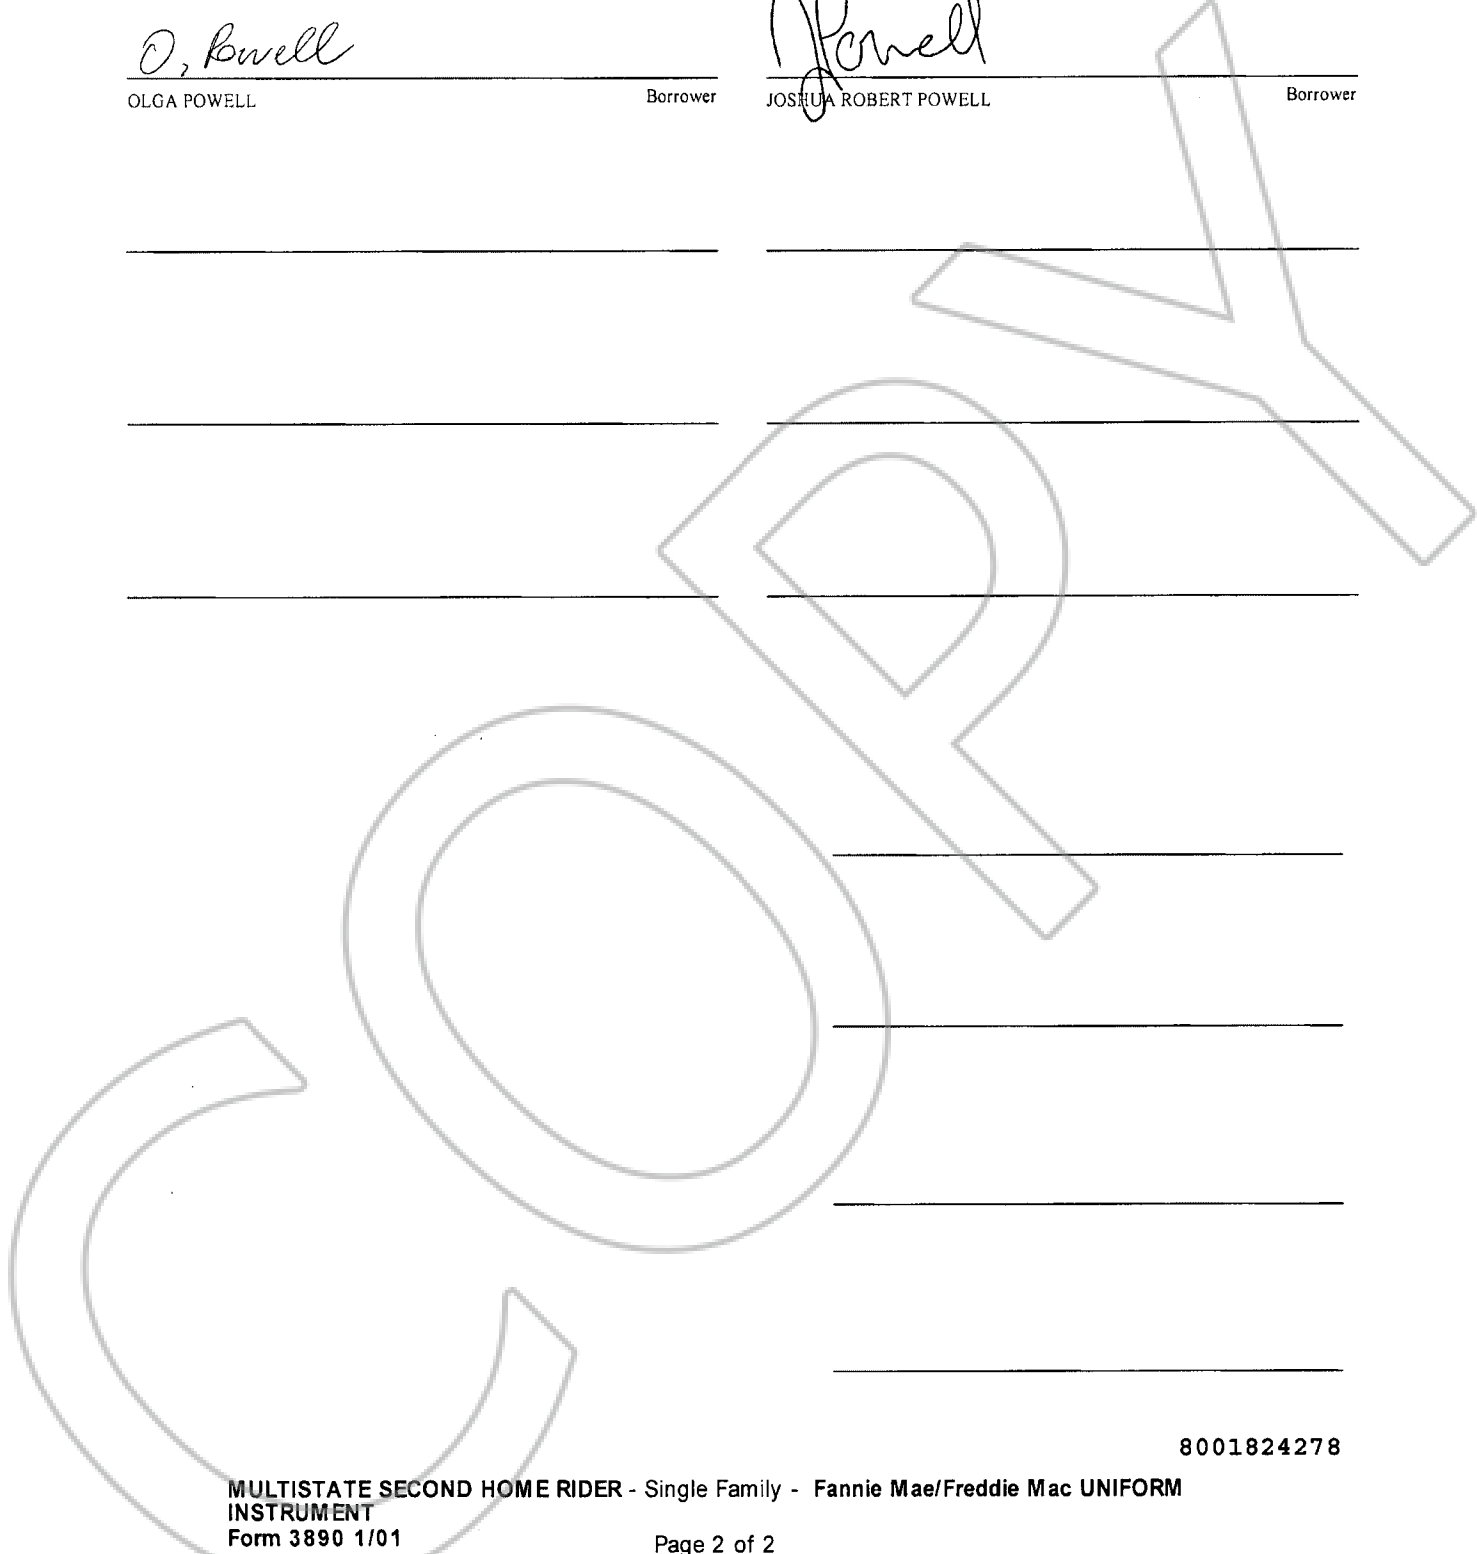 O, Powell JPowell
OLGA POWELL Borrower JOSHUA ROBERT POWELL Borrower
COPY
8001824278
MULTISTATE SECOND HOME RIDER - Single Family - Fannie Mae/Freddie Mac UNIFORM
INSTRUMENT
Form 3890 1/01
Page 2 of 2